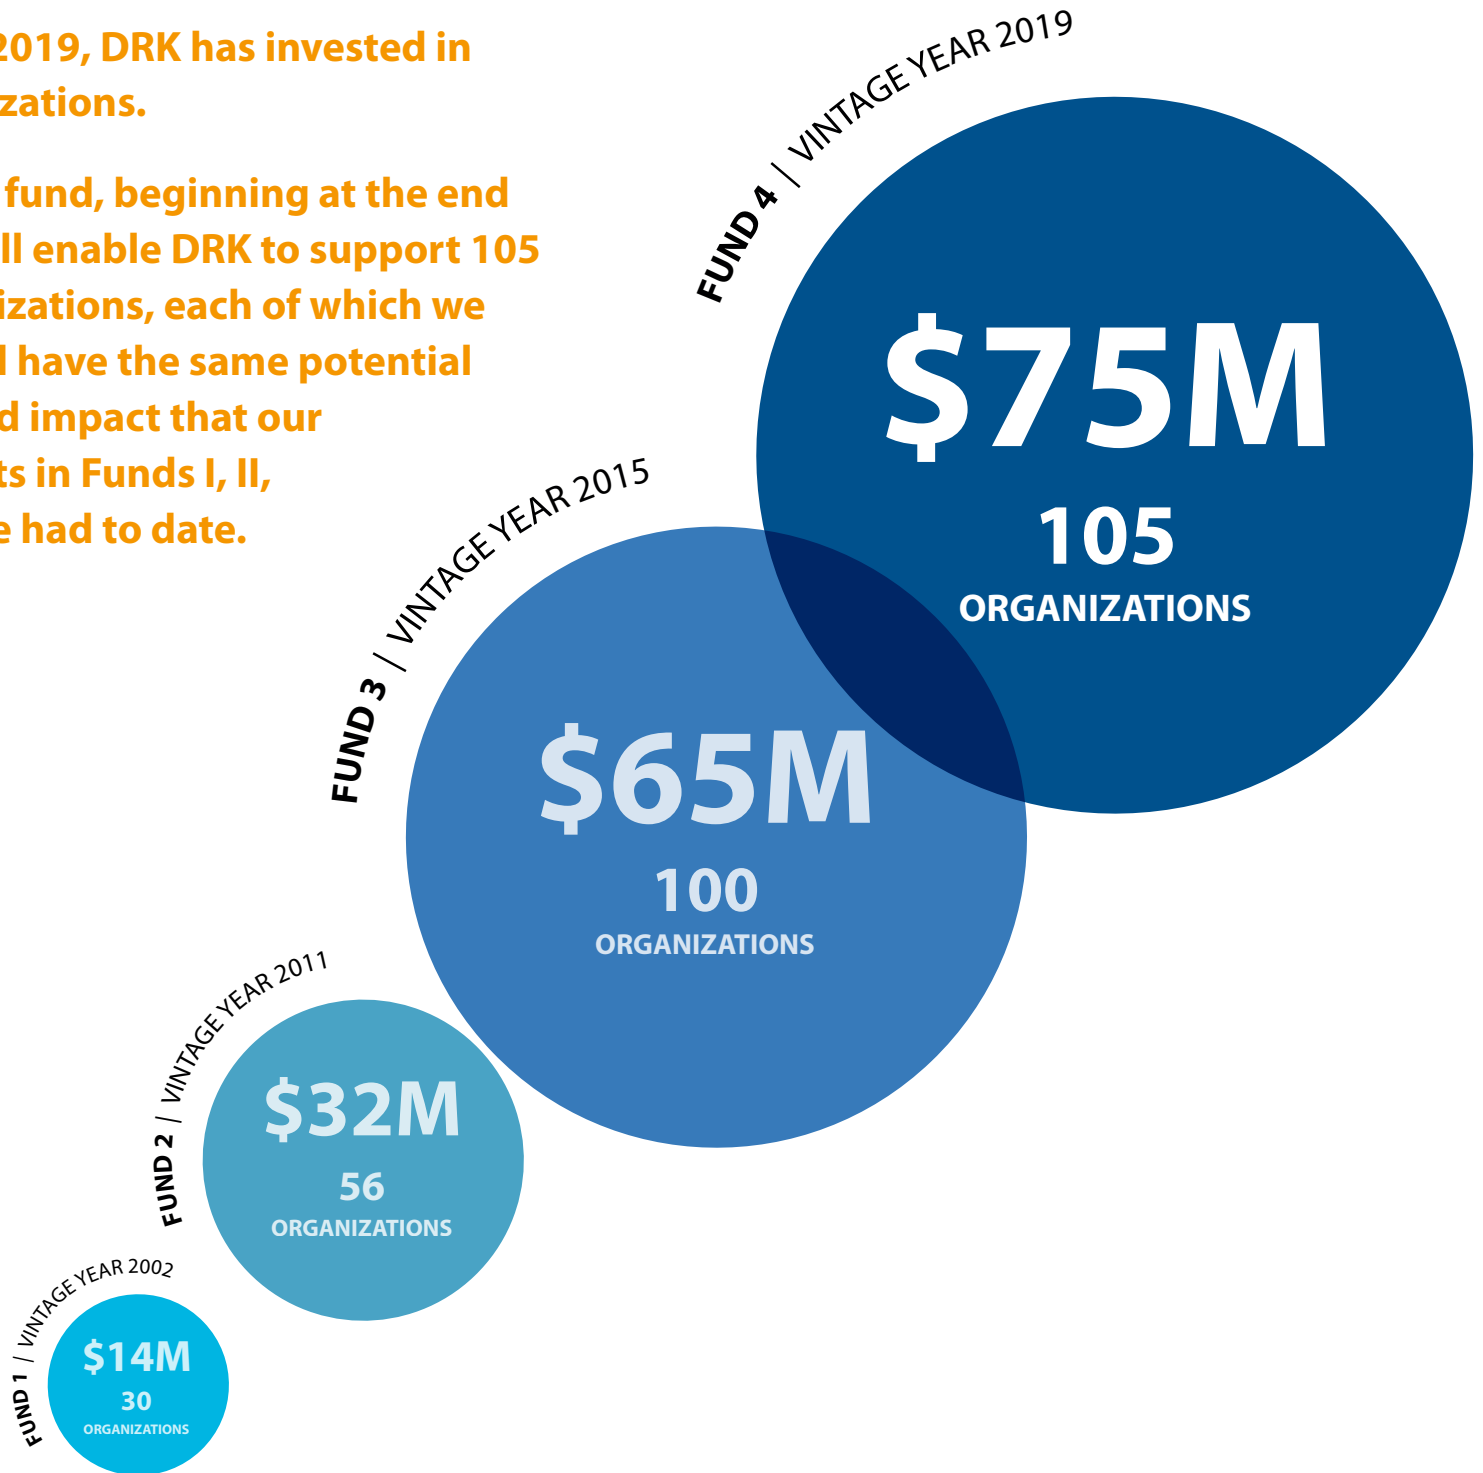 2019, DRK has invested in
zations.
fund, beginning at the end
ll enable DRK to support 105
izations, each of which we
l have the same potential
d impact that our
ts in Funds I, II,
e had to date.
FUND 4 | VINTAGE YEAR 2019
$75M
105
ORGANIZATIONS
FUND 3 | VINTAGE YEAR 2015
$65M
100
ORGANIZATIONS
FUND 2 | VINTAGE YEAR 2011
$32M
56
ORGANIZATIONS
FUND 1 | VINTAGE YEAR 2002
$14M
30
ORGANIZATIONS